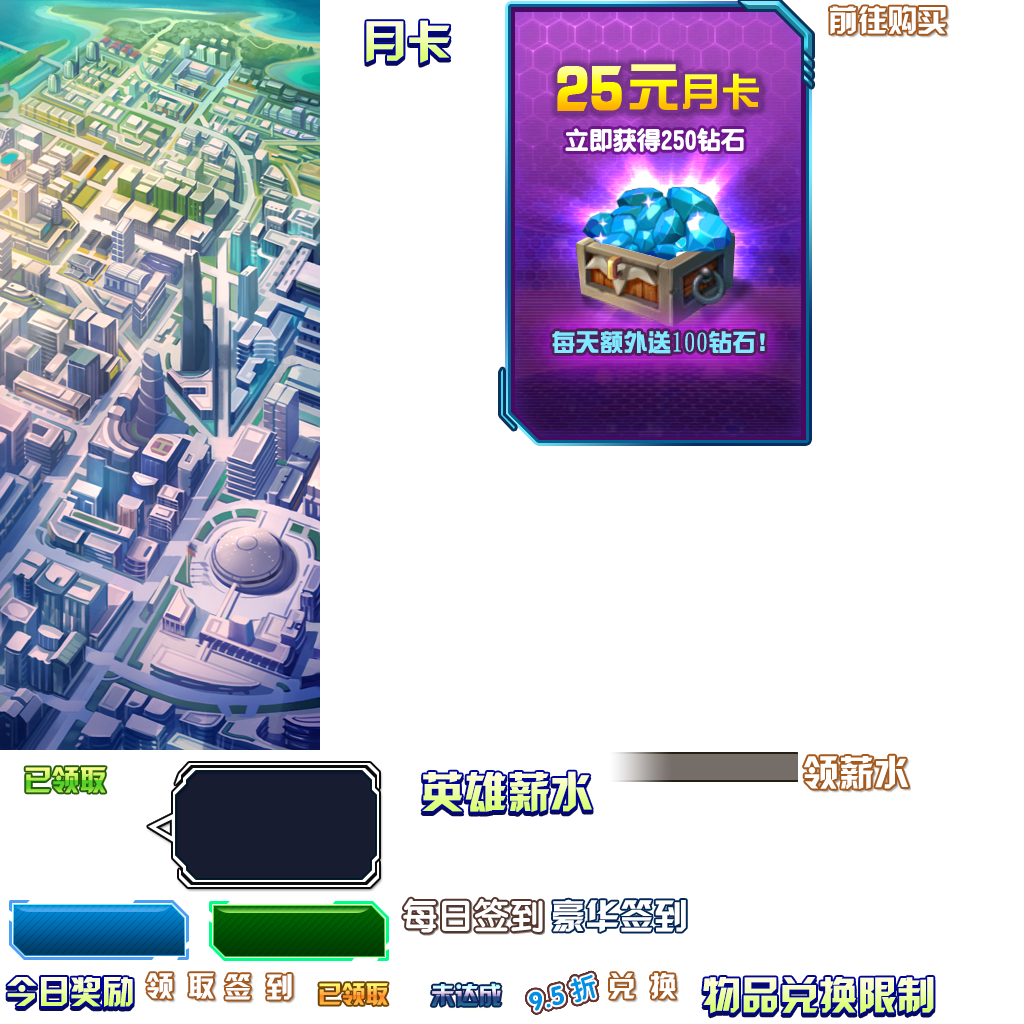 月卡
前往购买
25元月卡
立即获得250钻石
每天额外送100钻石!
已领取
英雄薪水
领薪水
每日签到
豪华签到
今日奖励
领取签到
已领取
未达成
9.5折
兑换
物品兑换限制